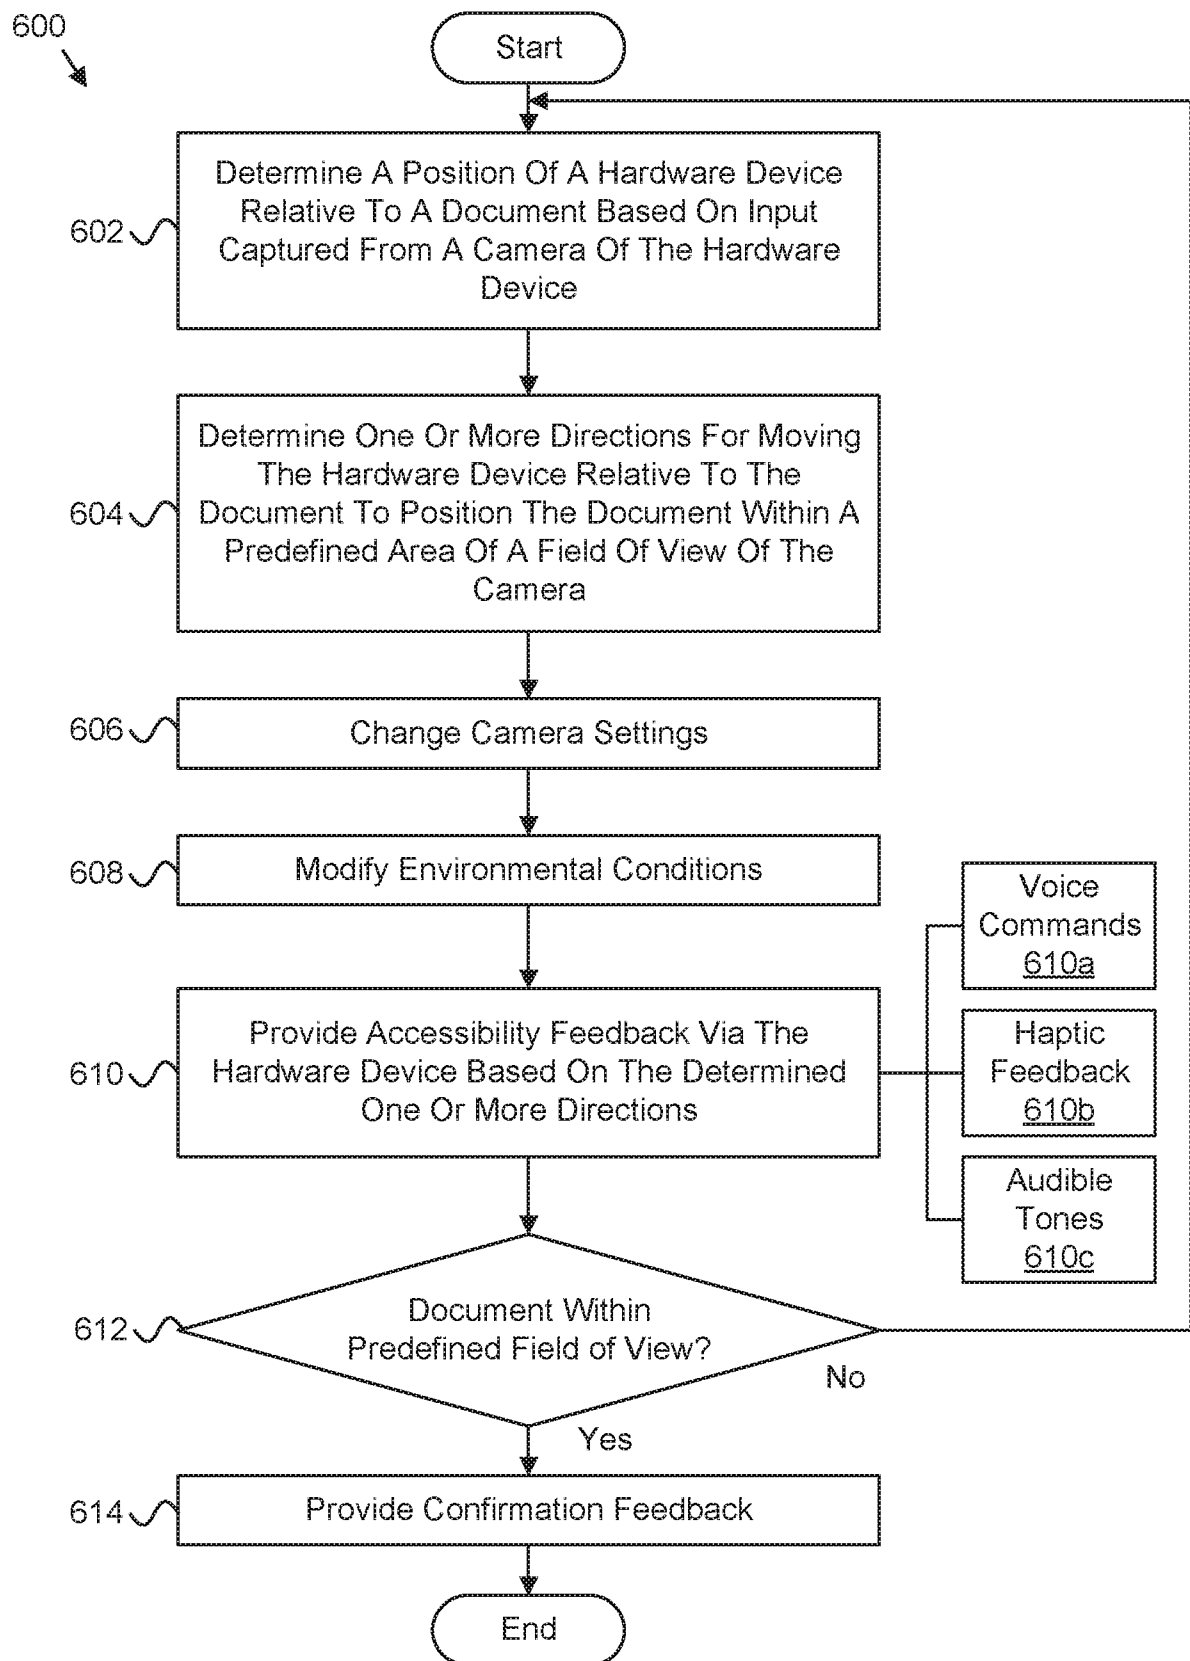 600
Start
602
Determine A Position Of A Hardware Device
Relative To A Document Based On Input
Captured From A Camera Of The Hardware
Device
604
Determine One Or More Directions For Moving
The Hardware Device Relative To The
Document To Position The Document Within A
Predefined Area Of A Field Of View Of The
Camera
606
Change Camera Settings
608
Modify Environmental Conditions
610
Provide Accessibility Feedback Via The
Hardware Device Based On The Determined
One Or More Directions
Voice
Commands
610a
Haptic
Feedback
610b
Audible
Tones
610c
612
Document Within
Predefined Field of View?
No
Yes
614
Provide Confirmation Feedback
End